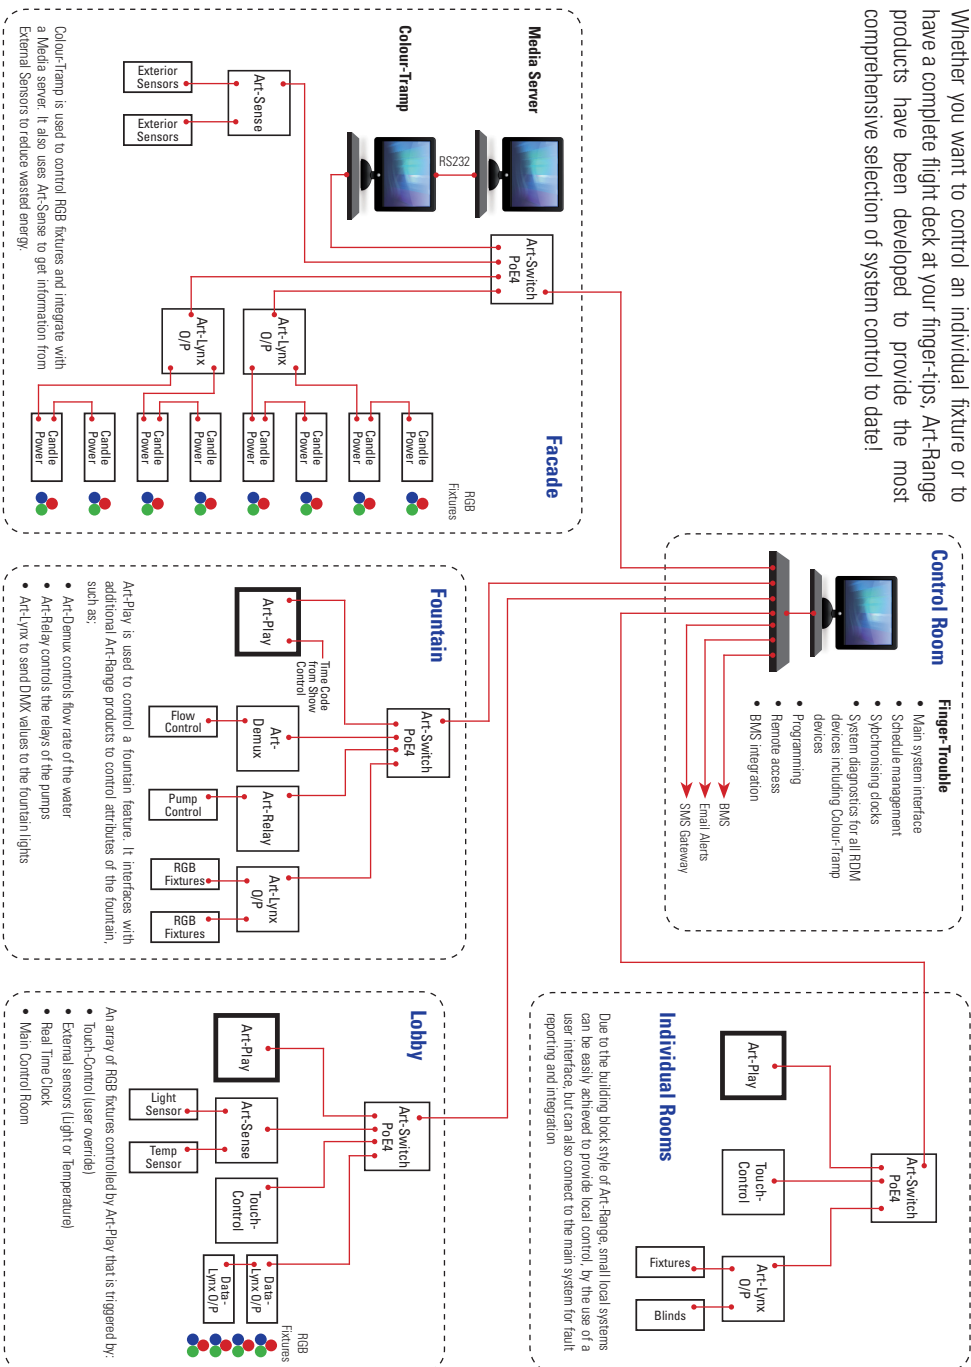 Whether you want to control an individual fixture or to
have a complete flight deck at your finger-tips, Art-Range
products have been developed to provide the most
comprehensive selection of system control to date!
Control Room
Finger-Trouble
• Main system interface
• Schedule management
• Sybchronising clocks
• System diagnostics for all RDM
devices including Colour-Tramp
devices
• Programming
• Remote access
• BMS integration
BMS
Email Alerts
SMS Gateway
Facade
Media Server
RS232
Colour-Tramp
Art-Switch
PoE4
Art-Sense
Exterior
Sensors
Exterior
Sensors
Art-Lynx
O/P
Art-Lynx
O/P
Candle
Power
Candle
Power
Candle
Power
Candle
Power
Candle
Power
Candle
Power
Candle
Power
Candle
Power
RGB
Fixtures
Colour-Tramp is used to control RGB fixtures and integrate with
a Media server. It also uses Art-Sense to get information from
External Sensors to reduce wasted energy.
Fountain
Art-Switch
PoE4
Art-Play
Time Code
from Show
Control
Art-
Demux
Flow
Control
Art-Relay
Pump
Control
Art-Lynx
O/P
RGB
Fixtures
RGB
Fixtures
Art-Play is used to control a fountain feature. It interfaces with
additional Art-Range products to control attributes of the fountain,
such as;
• Art-Demux controls flow rate of the water
• Art-Relay controls the relays of the pumps
• Art-Lynx to send DMX values to the fountain lights
Lobby
Art-Switch
PoE4
Art-Play
Art-Sense
Light
Sensor
Temp
Sensor
Touch-
Control
Data-
Lynx O/P
Data-
Lynx O/P
RGB
Fixtures
An array of RGB fixtures controlled by Art-Play that is triggered by:
• Touch-Control (user override)
• External sensors (Light or Temperature)
• Real Time Clock
• Main Control Room
Individual Rooms
Art-Switch
PoE4
Art-Play
Touch-
Control
Art-Lynx
O/P
Fixtures
Blinds
Due to the building block style of Art-Range, small local systems
can be easily achieved to provide local control, by the use of a
user interface, but can also connect to the main system for fault
reporting and integration